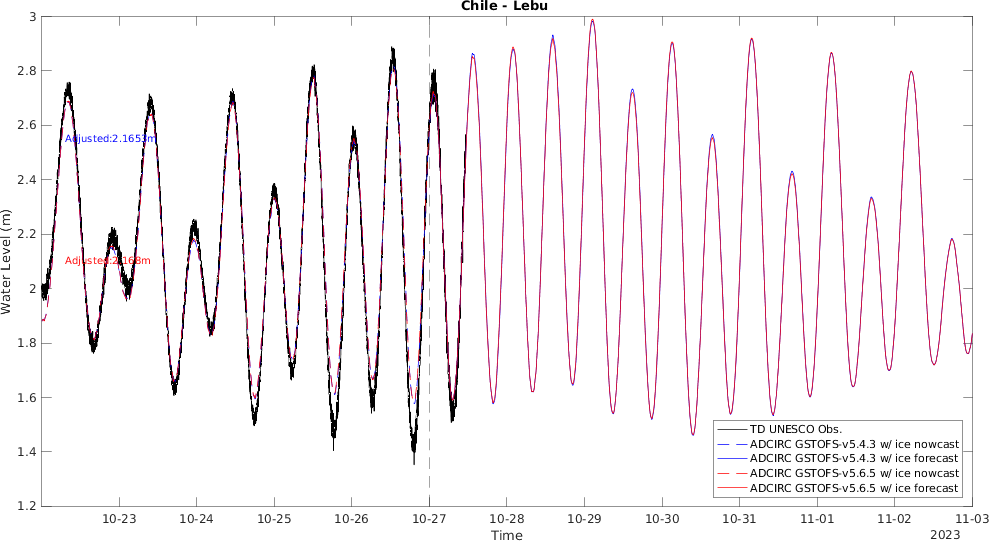 Chile - Lebu
3
2.8
2.6
2.4
2.2
2
1.8
1.6
1.4
1.2
Water Level (m)
Adjusted:2.1653m
Adjusted:2.168m
TD UNESCO Obs.
ADCIRC GSTOFS-v5.4.3 w/ ice nowcast
ADCIRC GSTOFS-v5.4.3 w/ ice forecast
ADCIRC GSTOFS-v5.6.5 w/ ice nowcast
ADCIRC GSTOFS-v5.6.5 w/ ice forecast
10-23 10-24 10-25 10-26 10-27 10-28 10-29 10-30 10-31 11-01 11-02 11-03
Time
2023